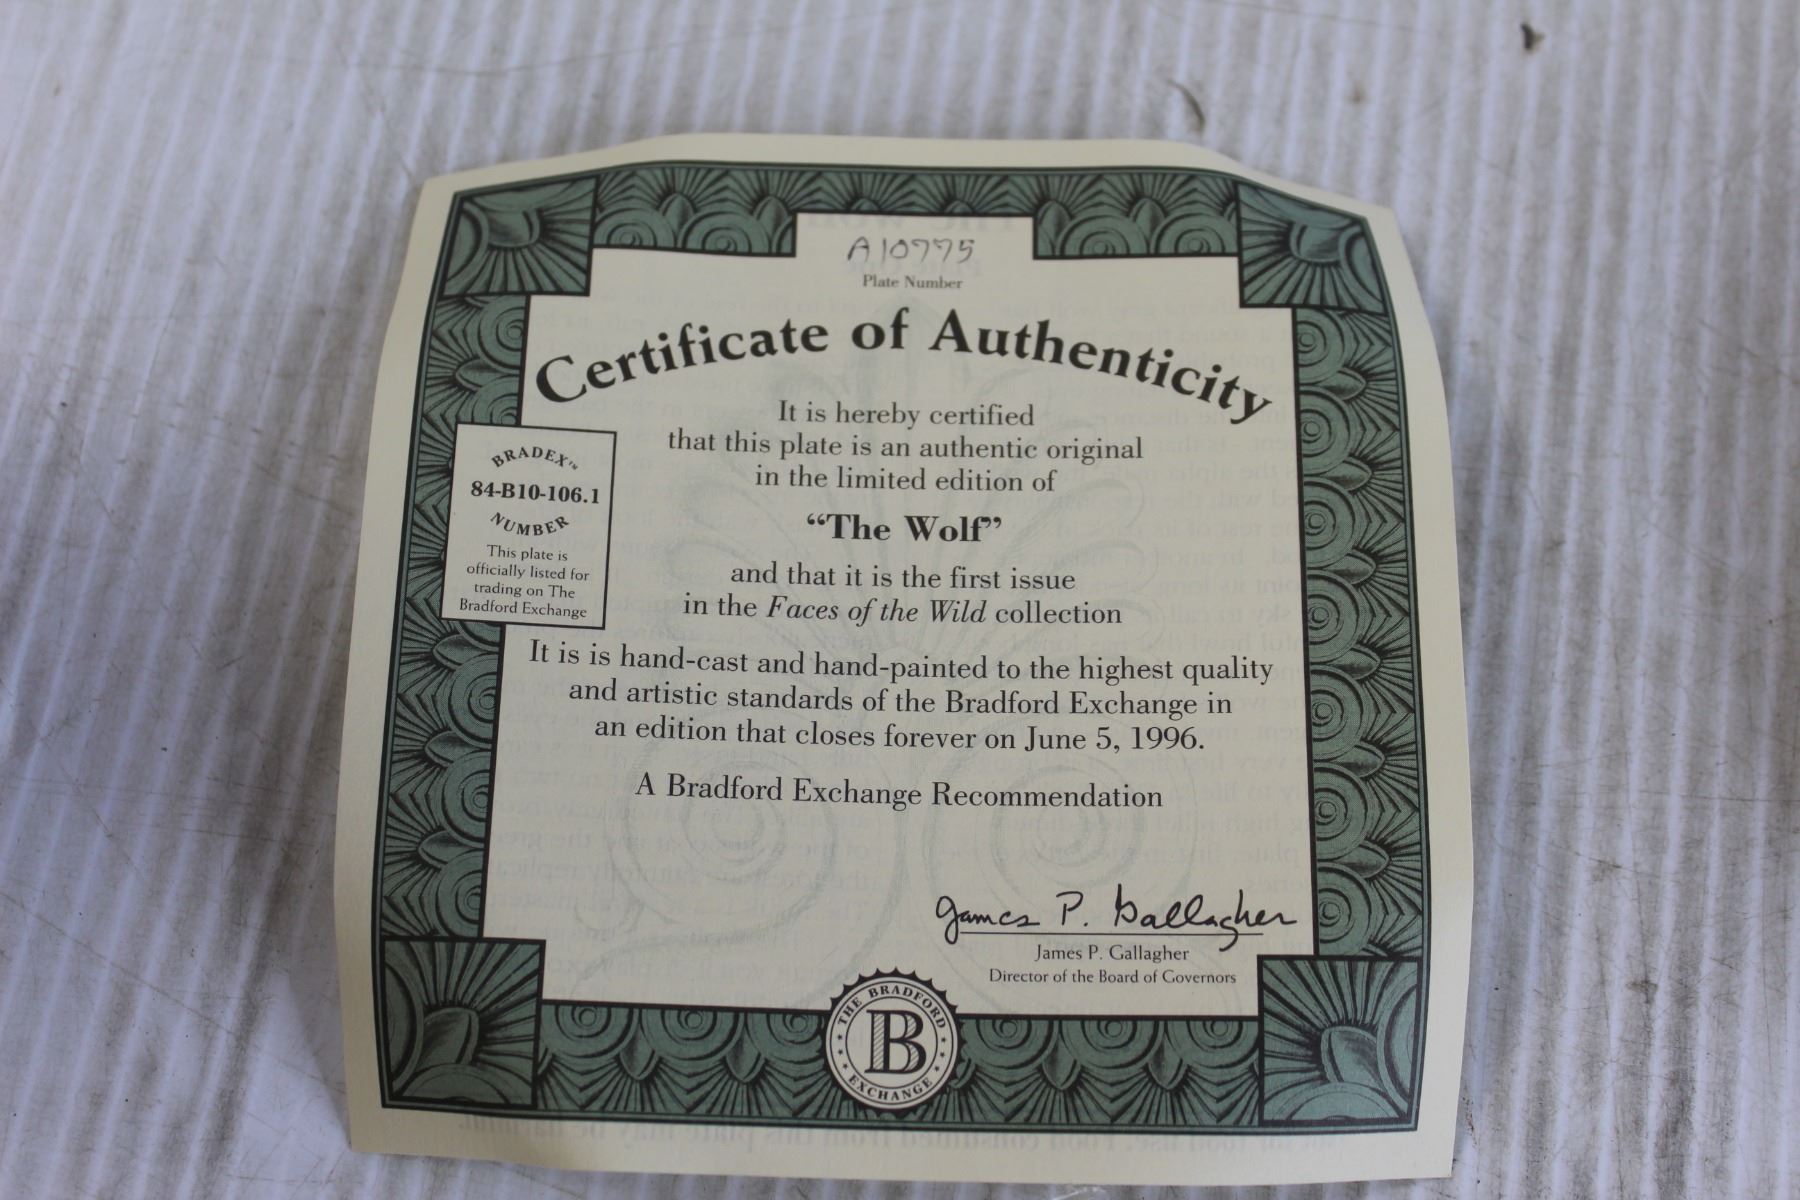 A10775
Plate Number
Certificate of Authenticity
It is hereby certified
that this plate is an authentic original
in the limited edition of
“The Wolf”
and that it is the first issue
in the Faces of the Wild collection
It is is hand-cast and hand-painted to the highest quality
and artistic standards of the Bradford Exchange in
an edition that closes forever on June 5, 1996.
A Bradford Exchange Recommendation
BRADEX™
84-B10-106.1
NUMBER
This plate is
officially listed for
trading on The
Bradford Exchange
James P. Gallagher
James P. Gallagher
Director of the Board of Governors
THE BRADFORD
B
EXCHANGE